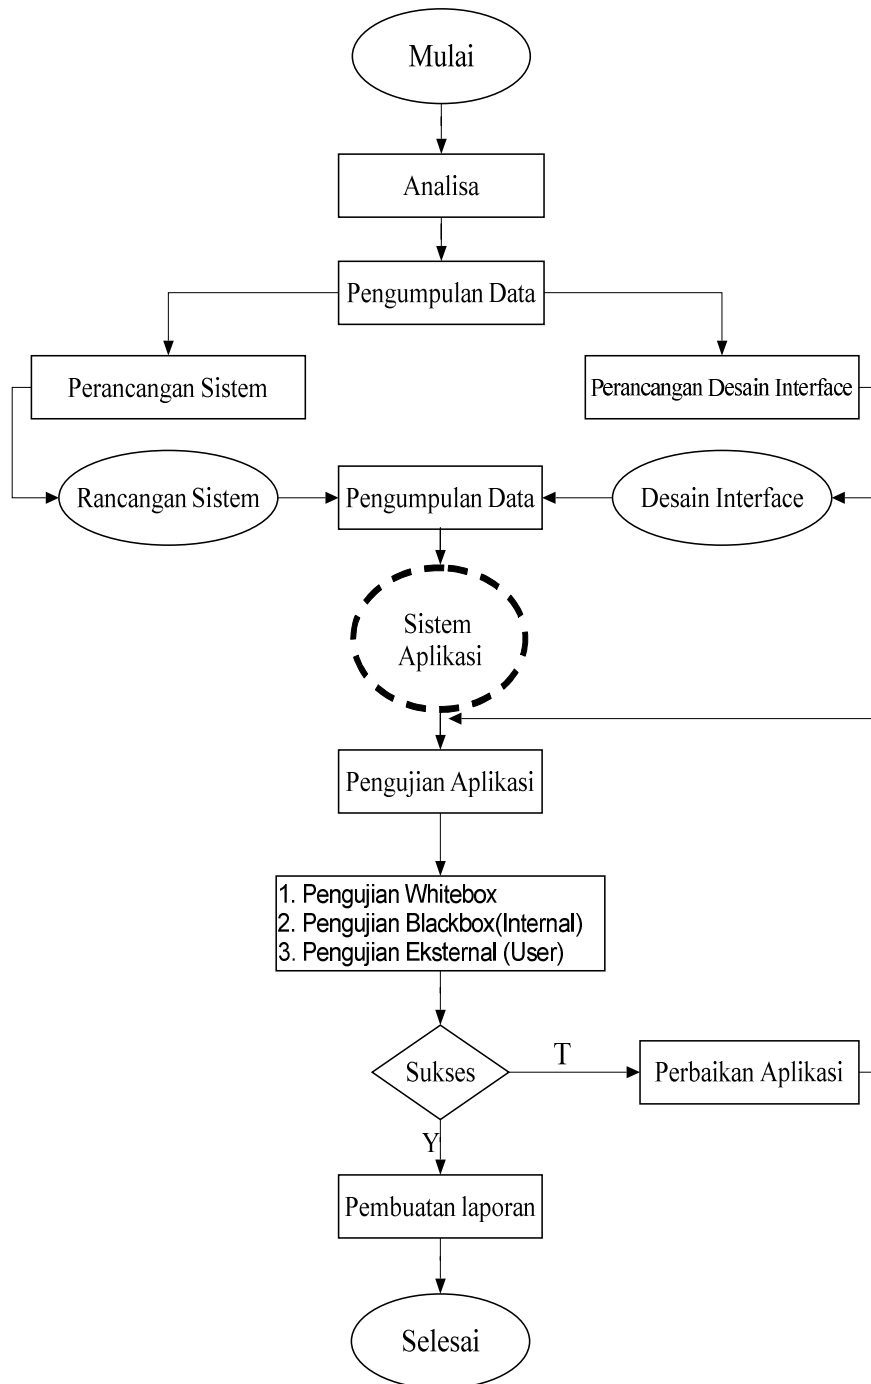 Mulai
Analisa
Pengumpulan Data
Perancangan Sistem
Perancangan Desain Interface
Rancangan Sistem
Pengumpulan Data
Desain Interface
Sistem
Aplikasi
Pengujian Aplikasi
1. Pengujian Whitebox
2. Pengujian Blackbox(Internal)
3. Pengujian Eksternal (User)
Sukses
T
Perbaikan Aplikasi
Y
Pembuatan laporan
Selesai